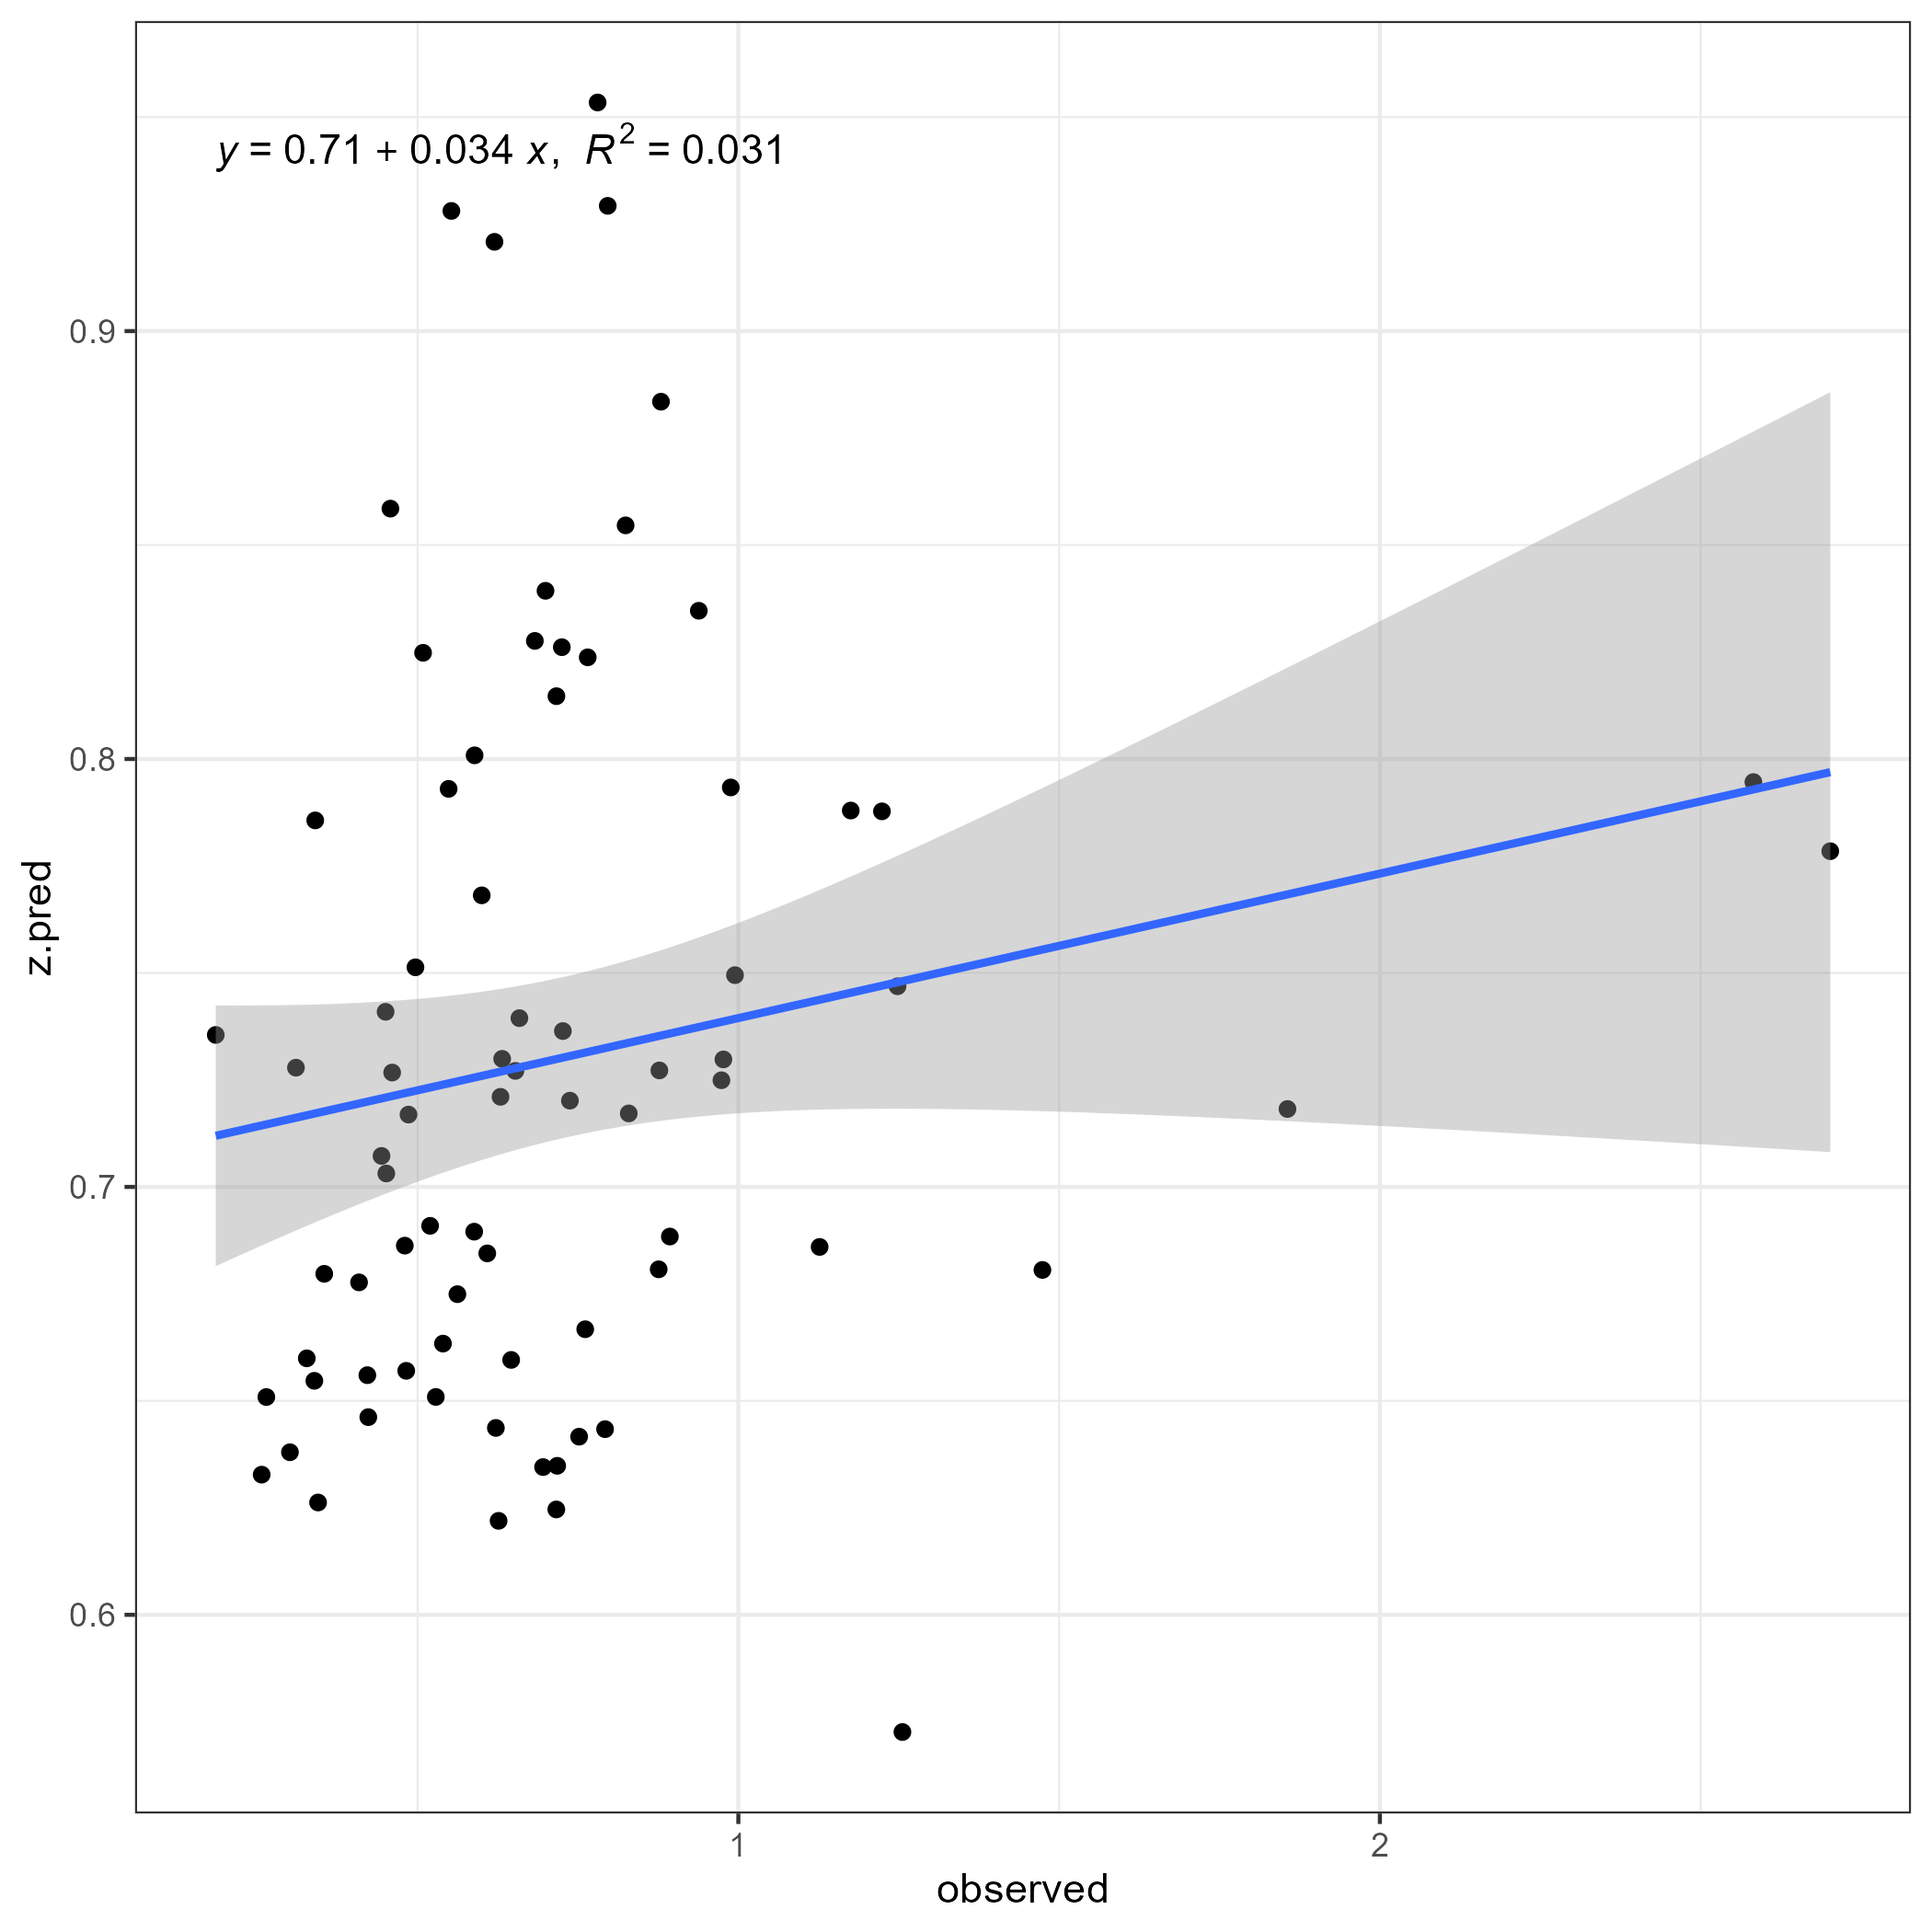 y = 0.71 + 0.034 x, R² = 0.031
0.9
0.8
0.7
0.6
z.pred
1
2
observed